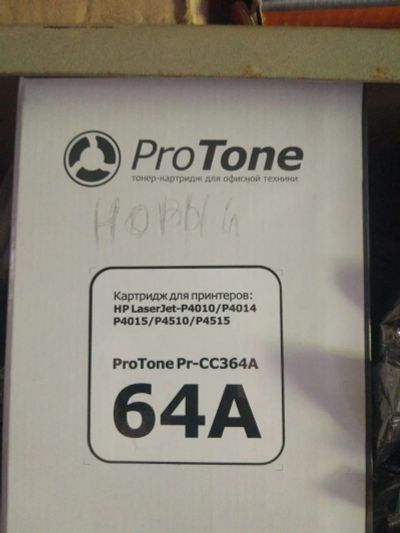 ProTone
тонер-картридж для офисной техники
новый
Картридж для принтеров:
HP LaserJet-P4010/P4014
P4015/P4510/P4515
ProTone Pr-CC364A
64A